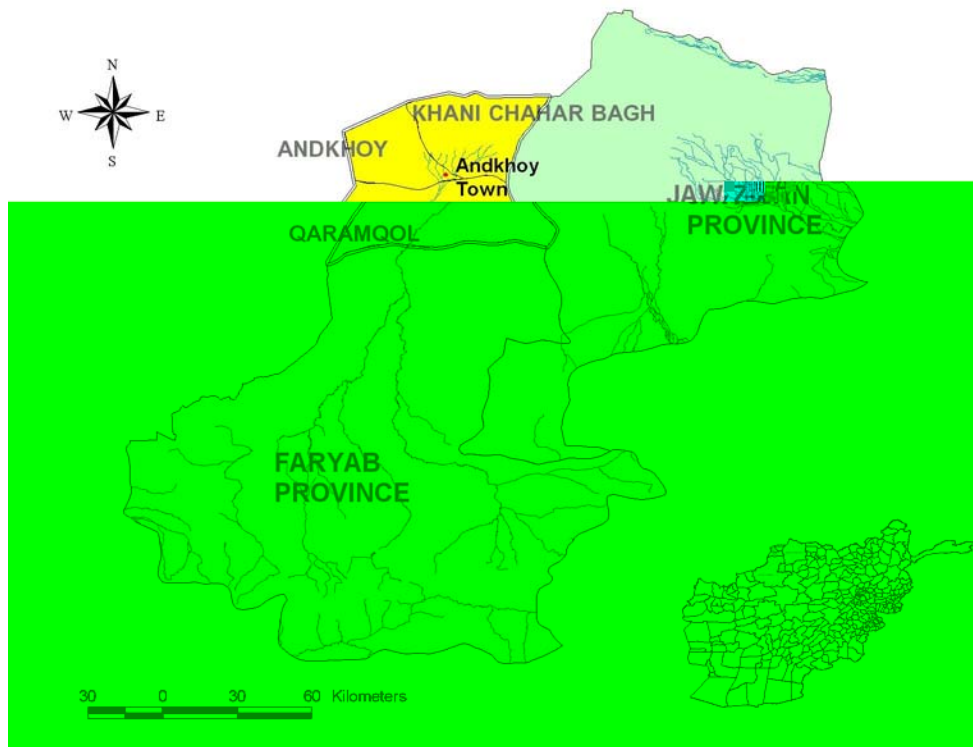 N
W E
S
KHANI CHAHAR BAGH
ANDKHOY
Andkhoy
Town
PROVINCE
QARAMQOL
FARYAB
PROVINCE
30 0 30 60 Kilometers